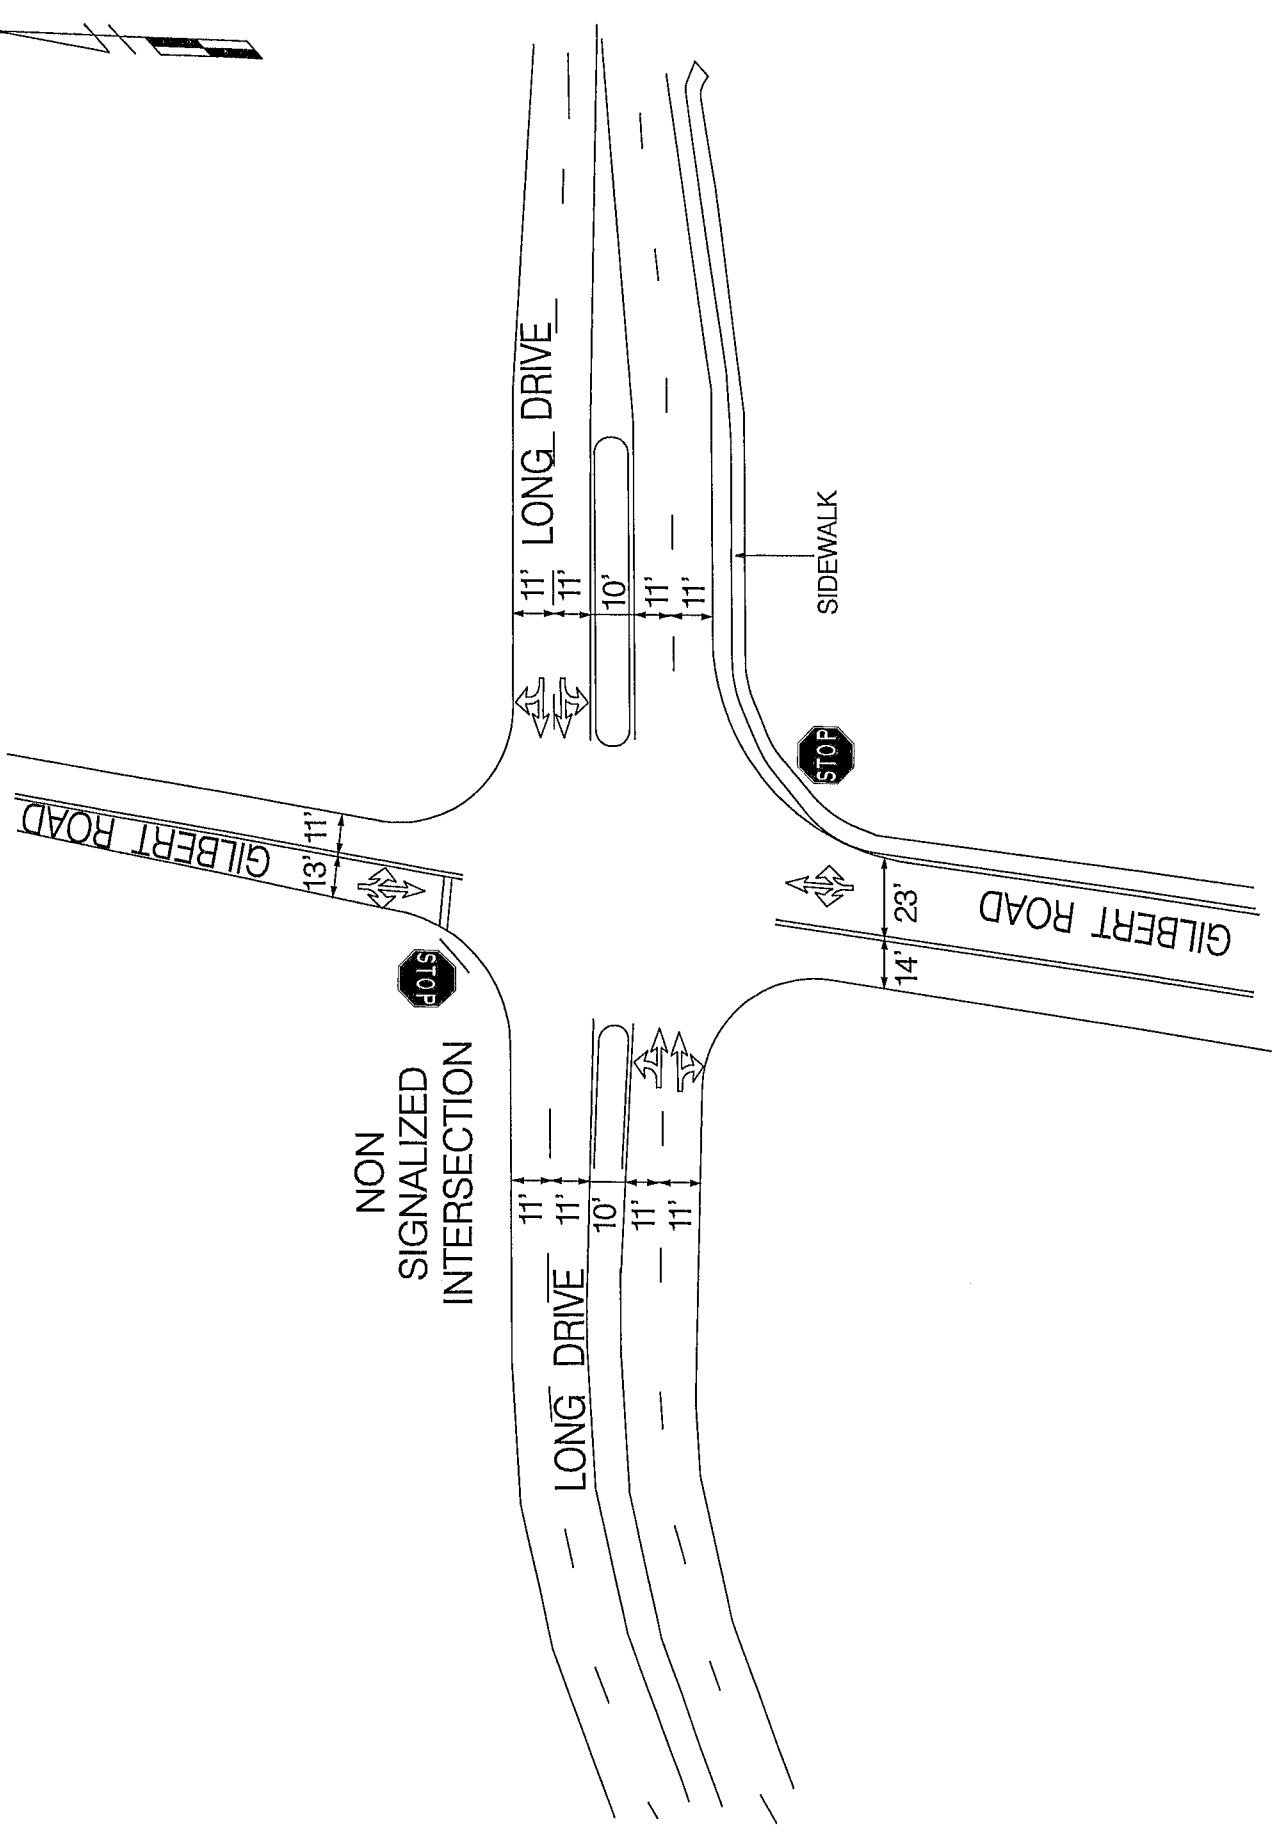 LONG DRIVE
11'
11'
10'
11'
11'
SIDEWALK
STOP
GILBERT ROAD
13'
11'
STOP
23'
14'
GILBERT ROAD
NON
SIGNALIZED
INTERSECTION
11'
11'
10'
11'
11'
LONG DRIVE